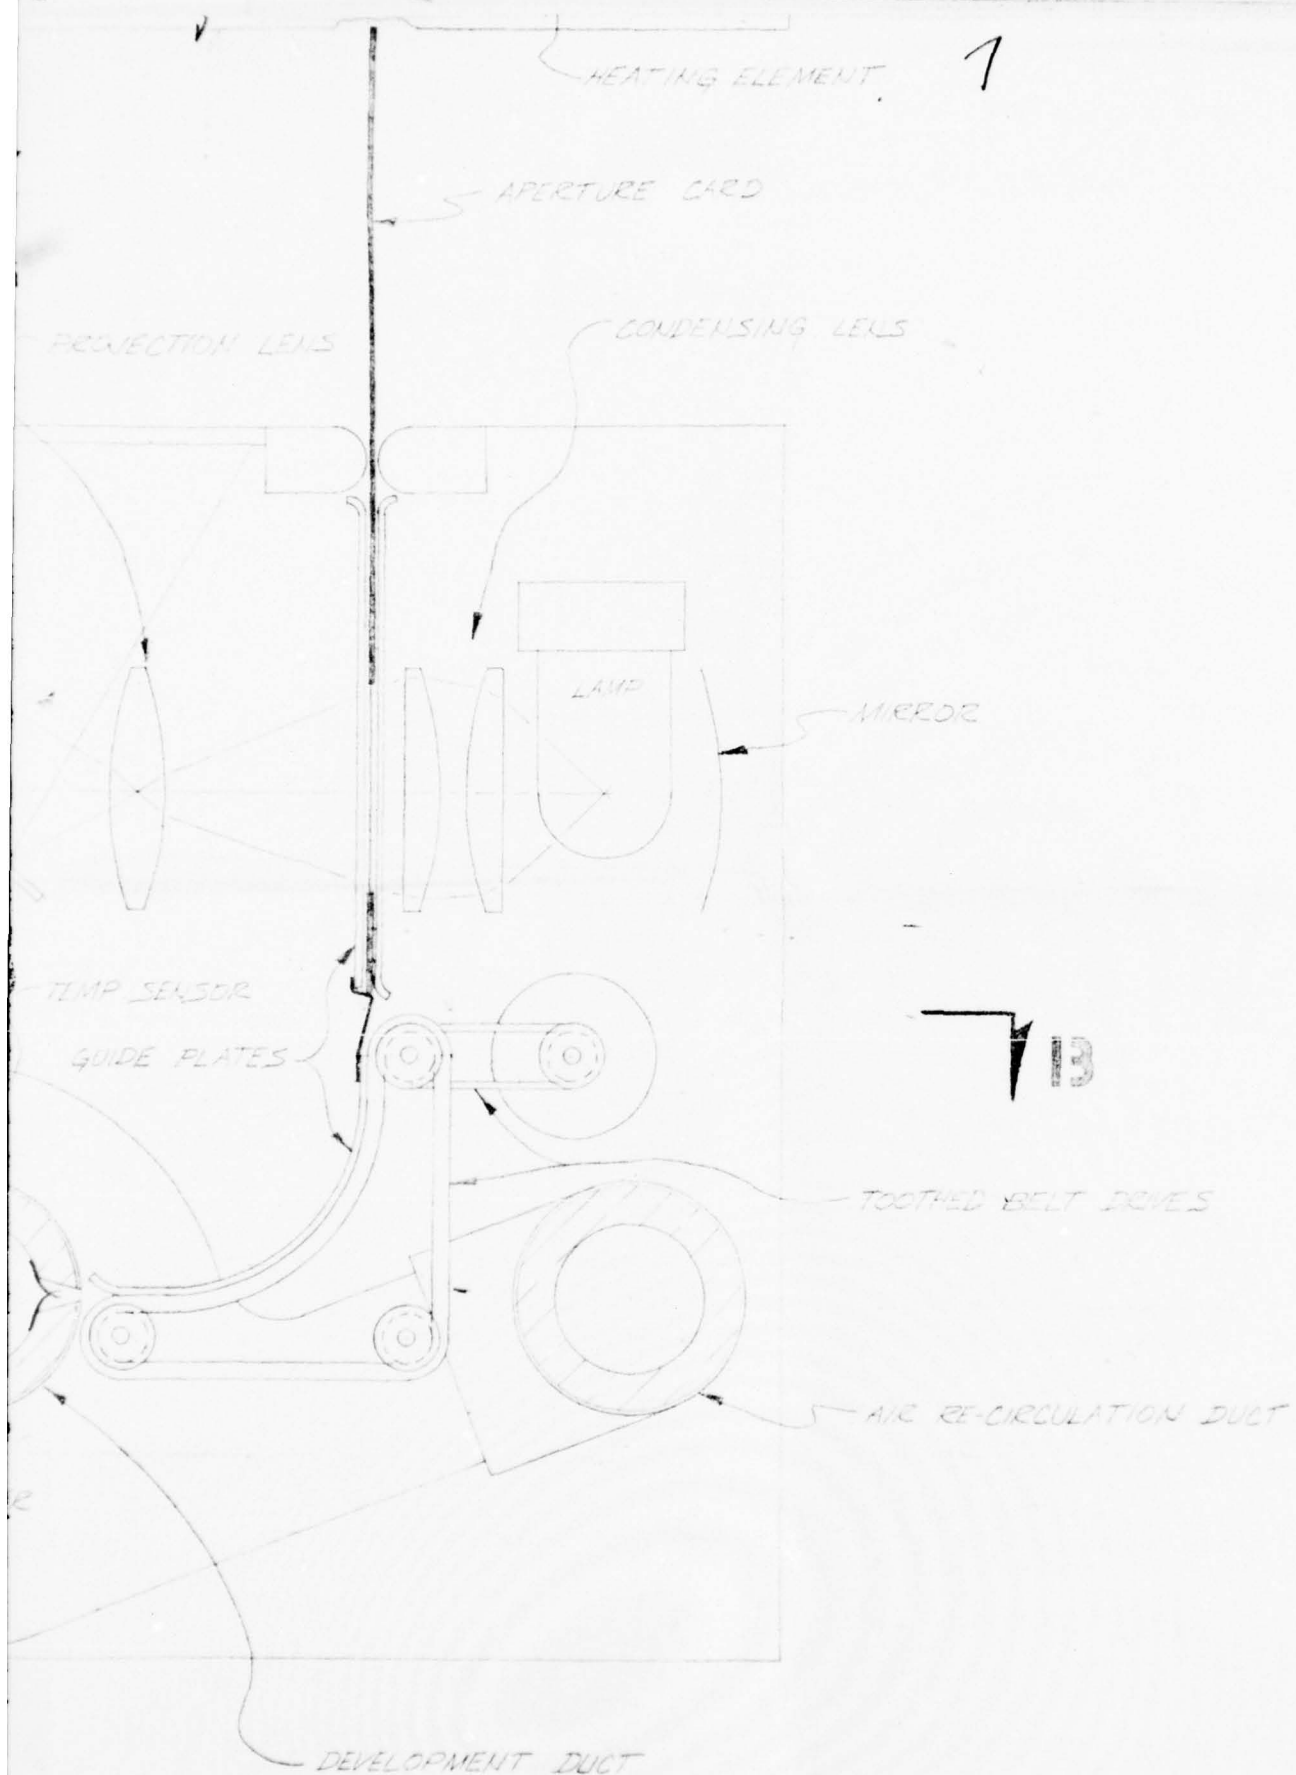 HEATING ELEMENT
1
APERTURE CARD
PROJECTION LENS
CONDENSING LENS
LAMP
MIRROR
TEMP SENSOR
GUIDE PLATES
13
TOOTHED BELT DRIVES
AIR RE-CIRCULATION DUCT
R
DEVELOPMENT DUCT